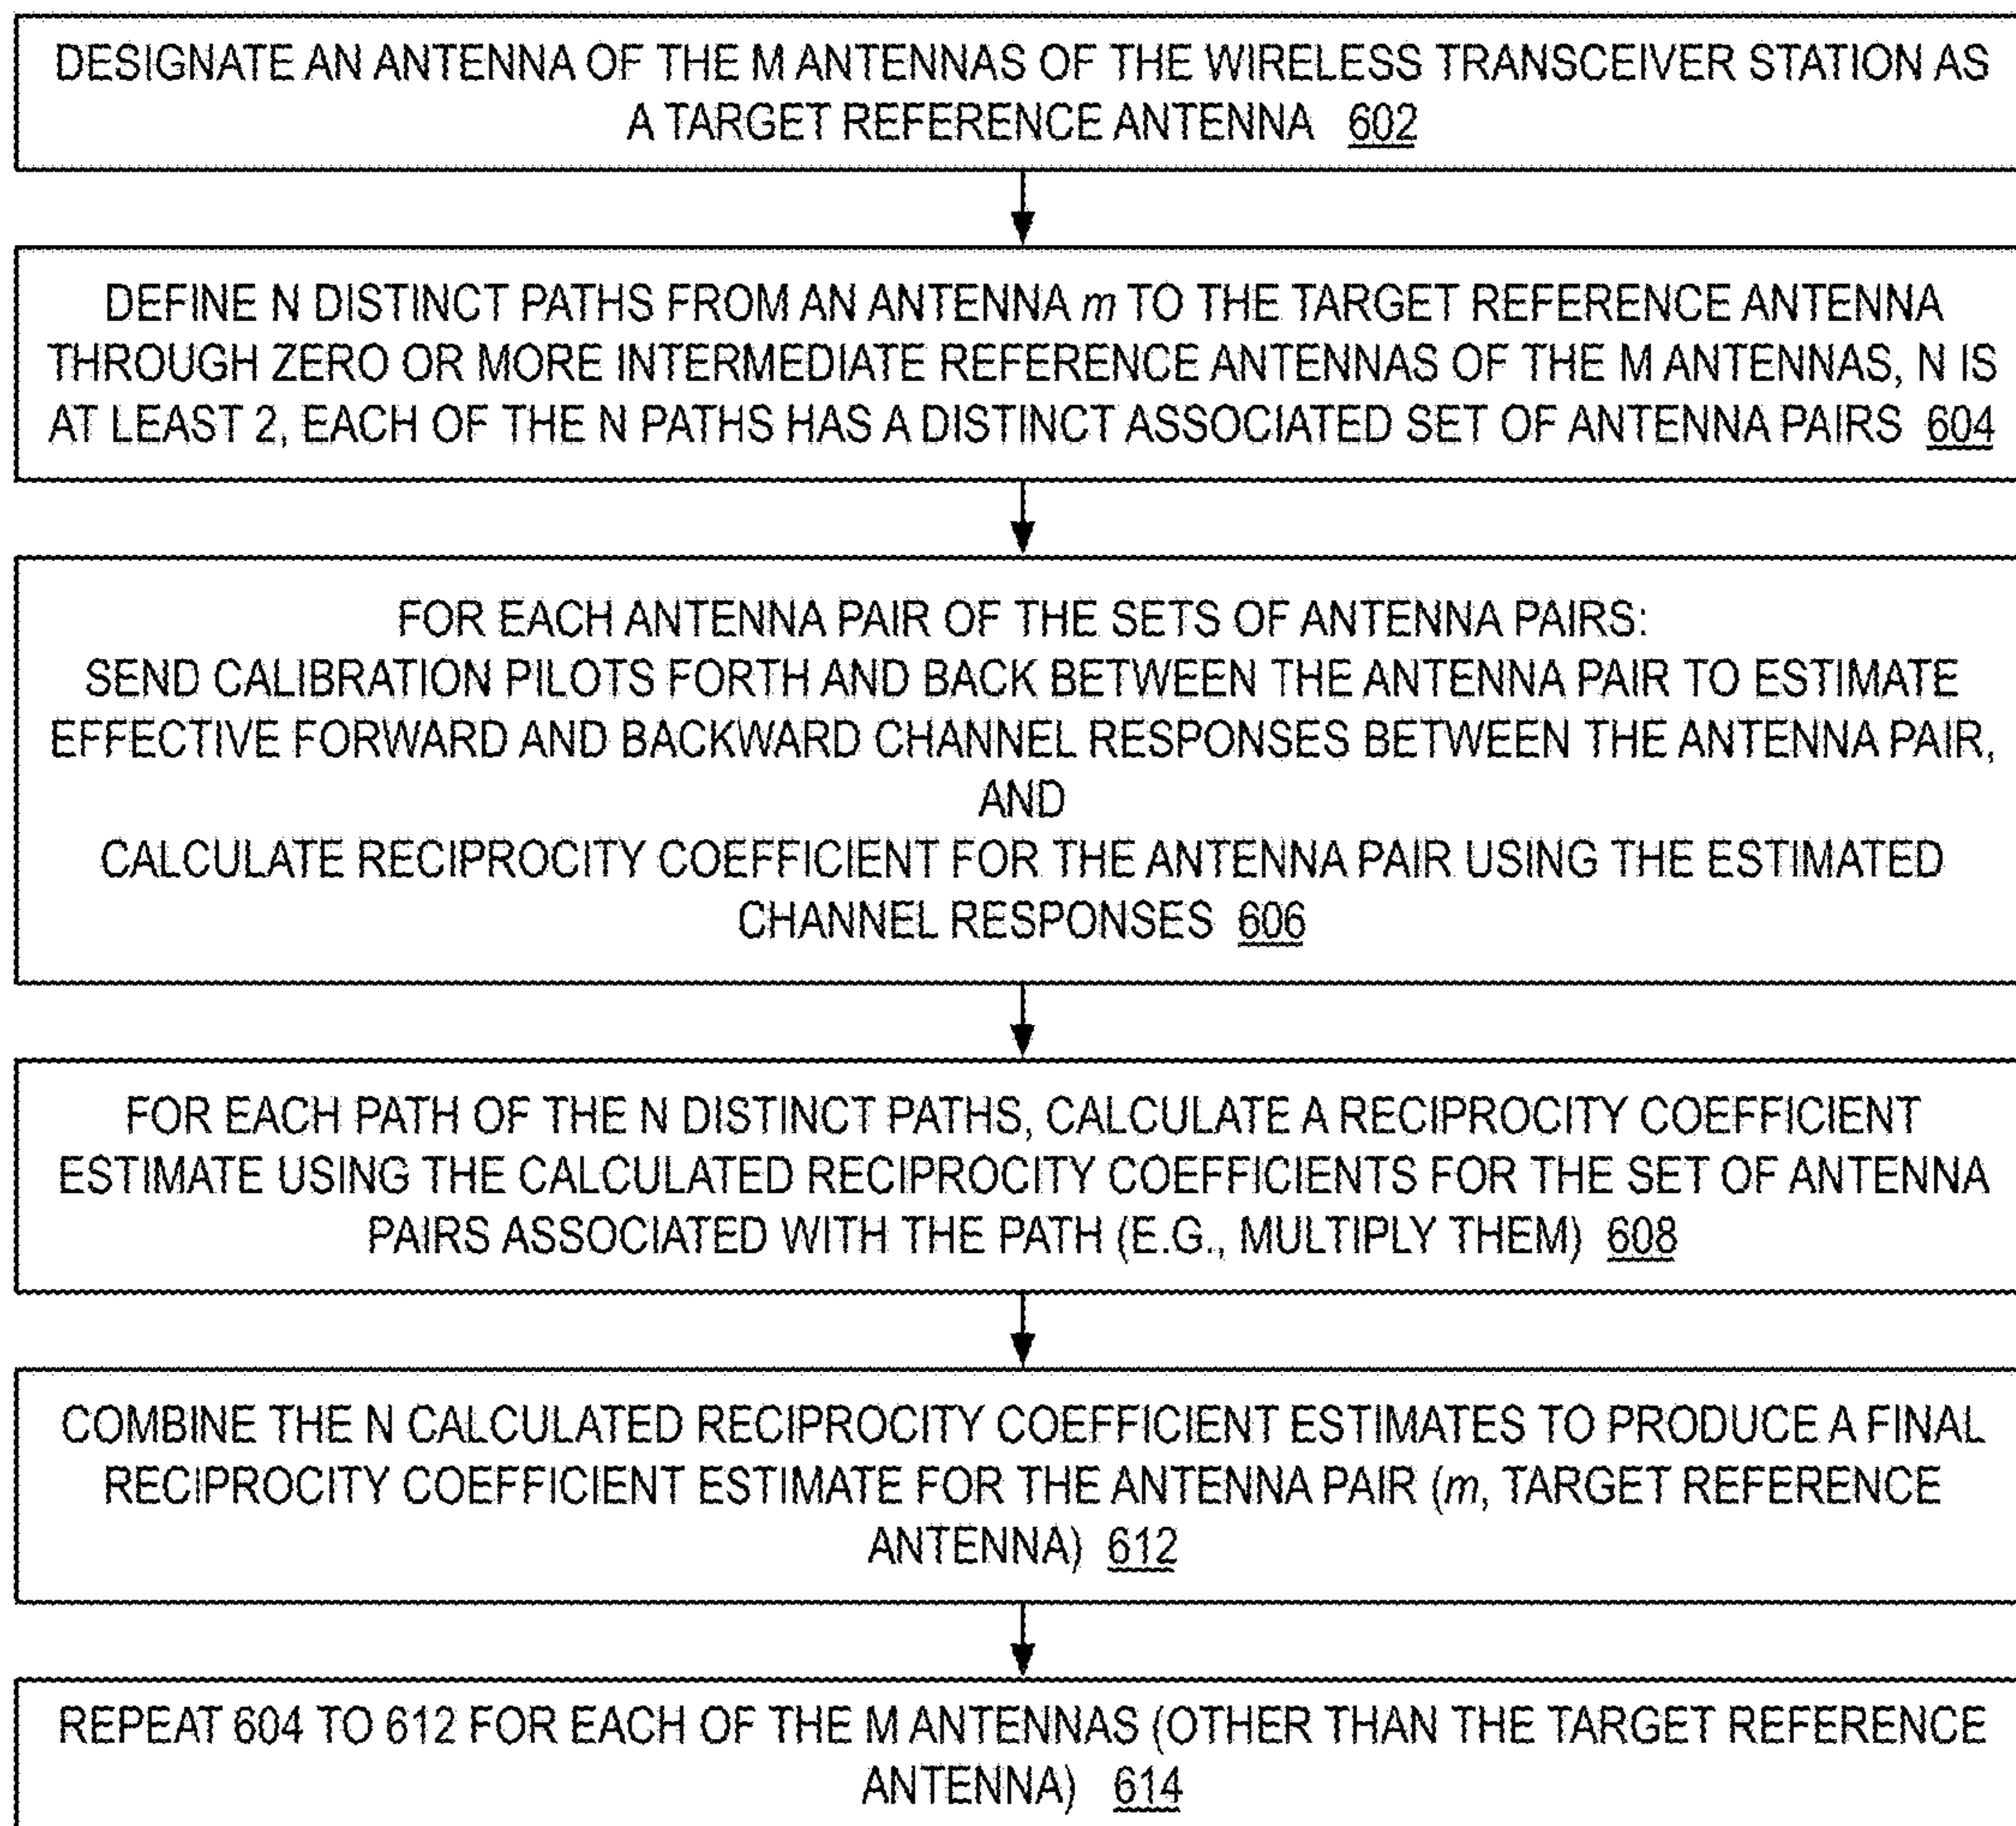 DESIGNATE AN ANTENNA OF THE M ANTENNAS OF THE WIRELESS TRANSCEIVER STATION AS
A TARGET REFERENCE ANTENNA 602
DEFINE N DISTINCT PATHS FROM AN ANTENNA m TO THE TARGET REFERENCE ANTENNA
THROUGH ZERO OR MORE INTERMEDIATE REFERENCE ANTENNAS OF THE M ANTENNAS, N IS
AT LEAST 2, EACH OF THE N PATHS HAS A DISTINCT ASSOCIATED SET OF ANTENNA PAIRS 604
FOR EACH ANTENNA PAIR OF THE SETS OF ANTENNA PAIRS:
SEND CALIBRATION PILOTS FORTH AND BACK BETWEEN THE ANTENNA PAIR TO ESTIMATE
EFFECTIVE FORWARD AND BACKWARD CHANNEL RESPONSES BETWEEN THE ANTENNA PAIR,
AND
CALCULATE RECIPROCITY COEFFICIENT FOR THE ANTENNA PAIR USING THE ESTIMATED
CHANNEL RESPONSES 606
FOR EACH PATH OF THE N DISTINCT PATHS, CALCULATE A RECIPROCITY COEFFICIENT
ESTIMATE USING THE CALCULATED RECIPROCITY COEFFICIENTS FOR THE SET OF ANTENNA
PAIRS ASSOCIATED WITH THE PATH (E.G., MULTIPLY THEM) 608
COMBINE THE N CALCULATED RECIPROCITY COEFFICIENT ESTIMATES TO PRODUCE A FINAL
RECIPROCITY COEFFICIENT ESTIMATE FOR THE ANTENNA PAIR (m, TARGET REFERENCE
ANTENNA) 612
REPEAT 604 TO 612 FOR EACH OF THE M ANTENNAS (OTHER THAN THE TARGET REFERENCE
ANTENNA) 614